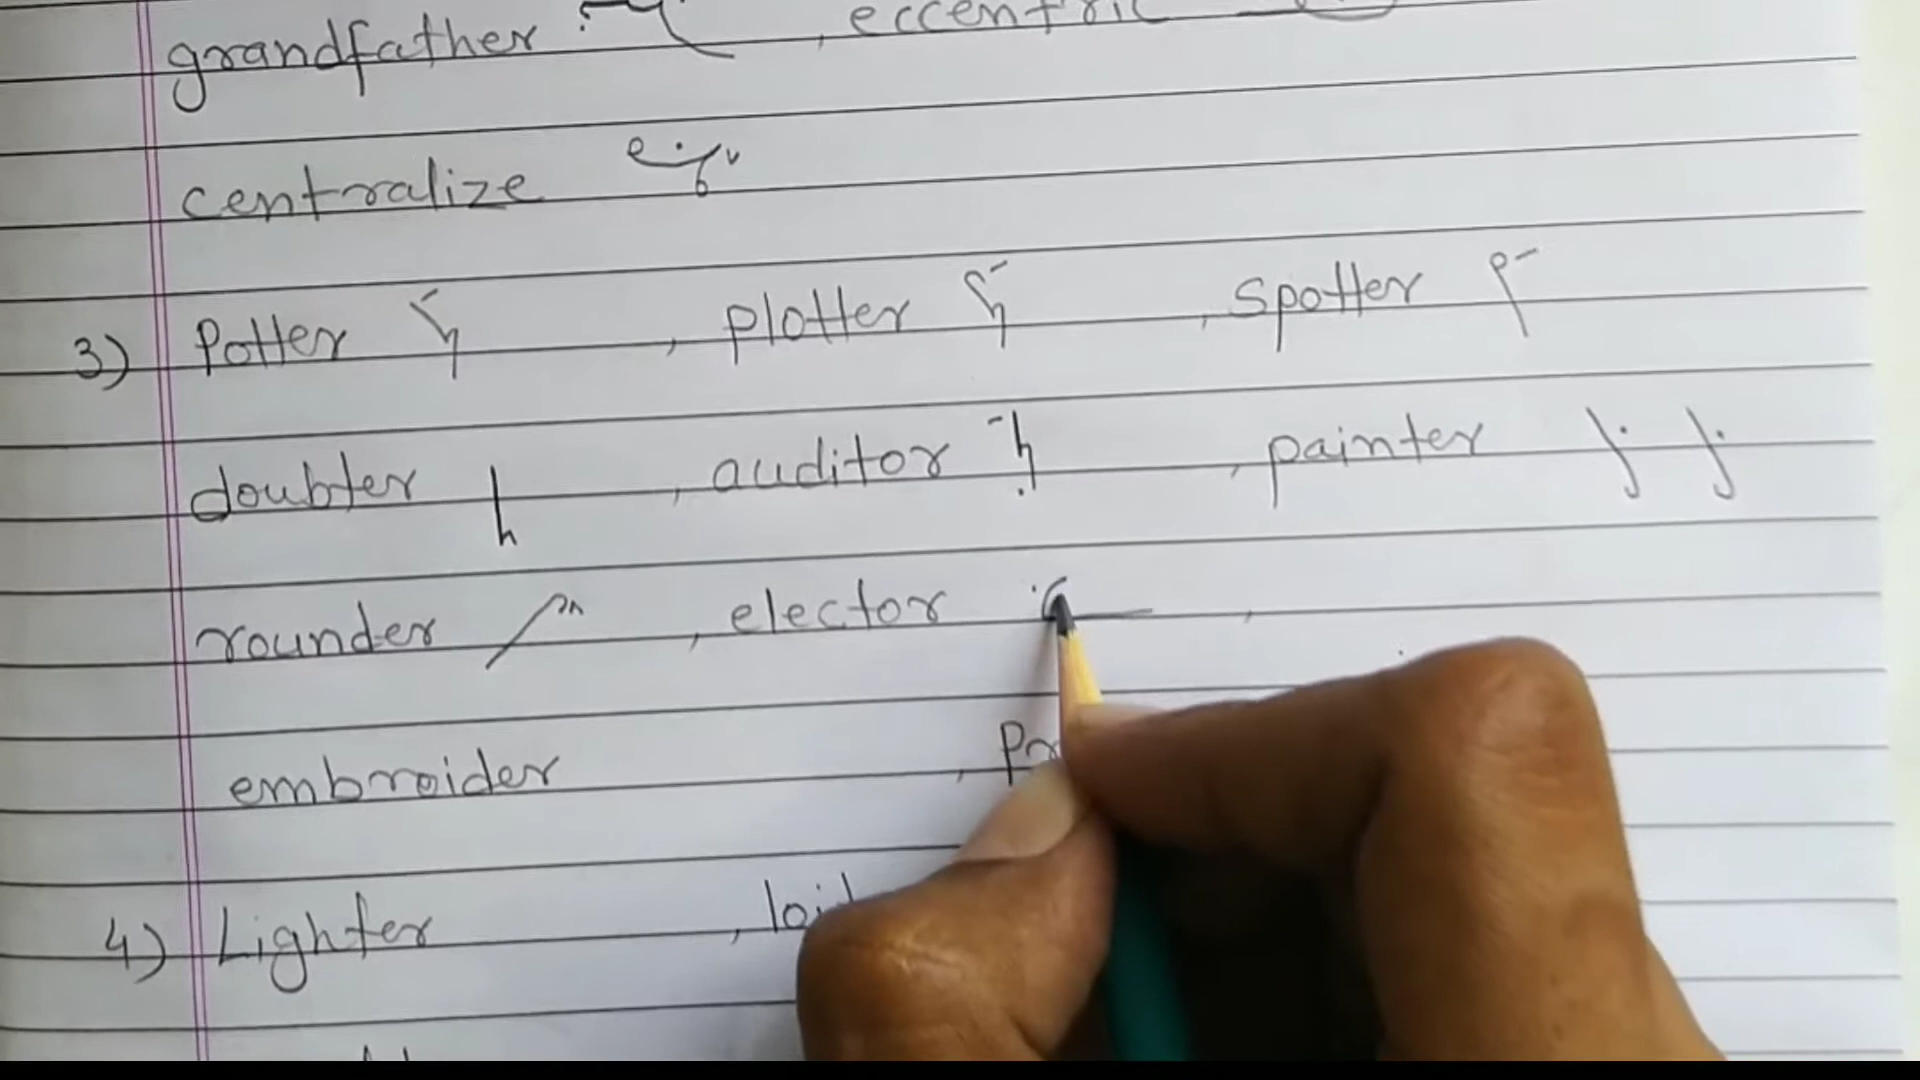 grandfather , eccentric
centralize
3) Potter , Plotter , Spotter
doubter , auditor , painter
rounder , elector ,
embroider ,
4) Lighter ,